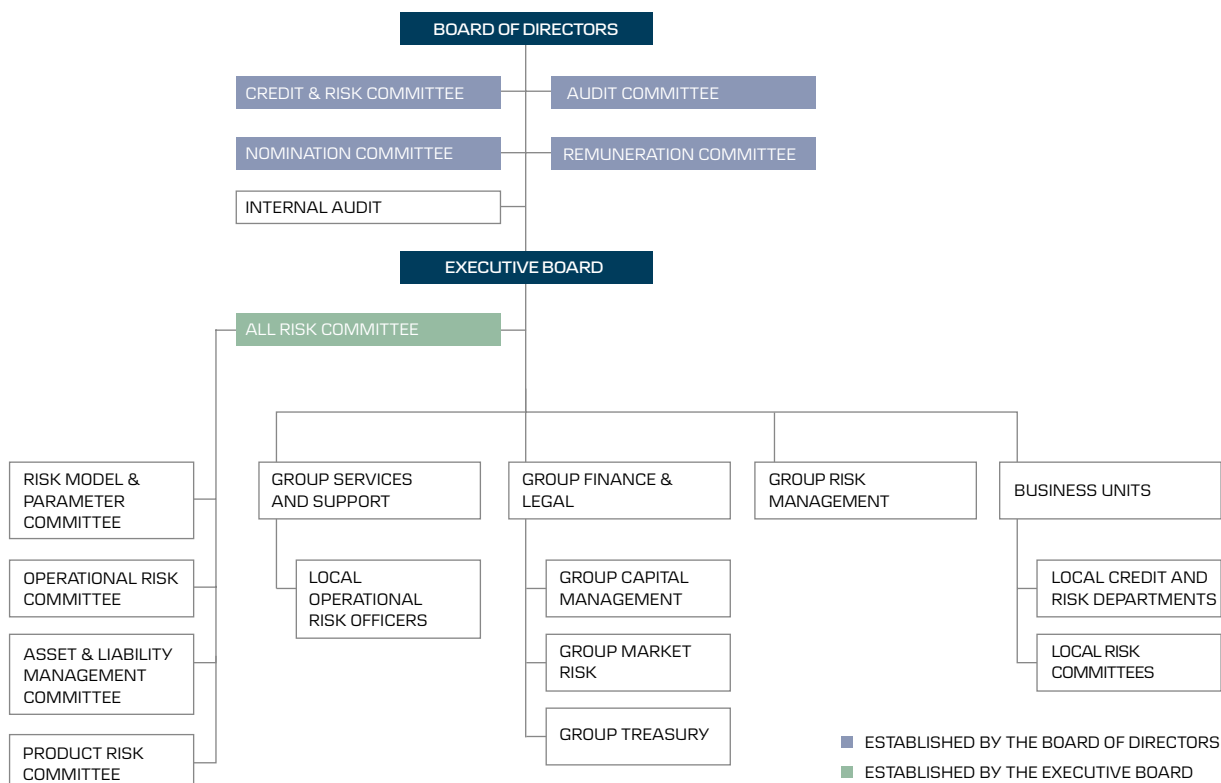 BOARD OF DIRECTORS
CREDIT & RISK COMMITTEE
AUDIT COMMITTEE
NOMINATION COMMITTEE
REMUNERATION COMMITTEE
INTERNAL AUDIT
EXECUTIVE BOARD
ALL RISK COMMITTEE
RISK MODEL &
PARAMETER
COMMITTEE
OPERATIONAL RISK
COMMITTEE
ASSET & LIABILITY
MANAGEMENT
COMMITTEE
PRODUCT RISK
COMMITTEE
GROUP SERVICES
AND SUPPORT
LOCAL
OPERATIONAL
RISK OFFICERS
GROUP FINANCE &
LEGAL
GROUP CAPITAL
MANAGEMENT
GROUP MARKET
RISK
GROUP TREASURY
GROUP RISK
MANAGEMENT
BUSINESS UNITS
LOCAL CREDIT AND
RISK DEPARTMENTS
LOCAL RISK
COMMITTEES
ESTABLISHED BY THE BOARD OF DIRECTORS
ESTABLISHED BY THE EXECUTIVE BOARD